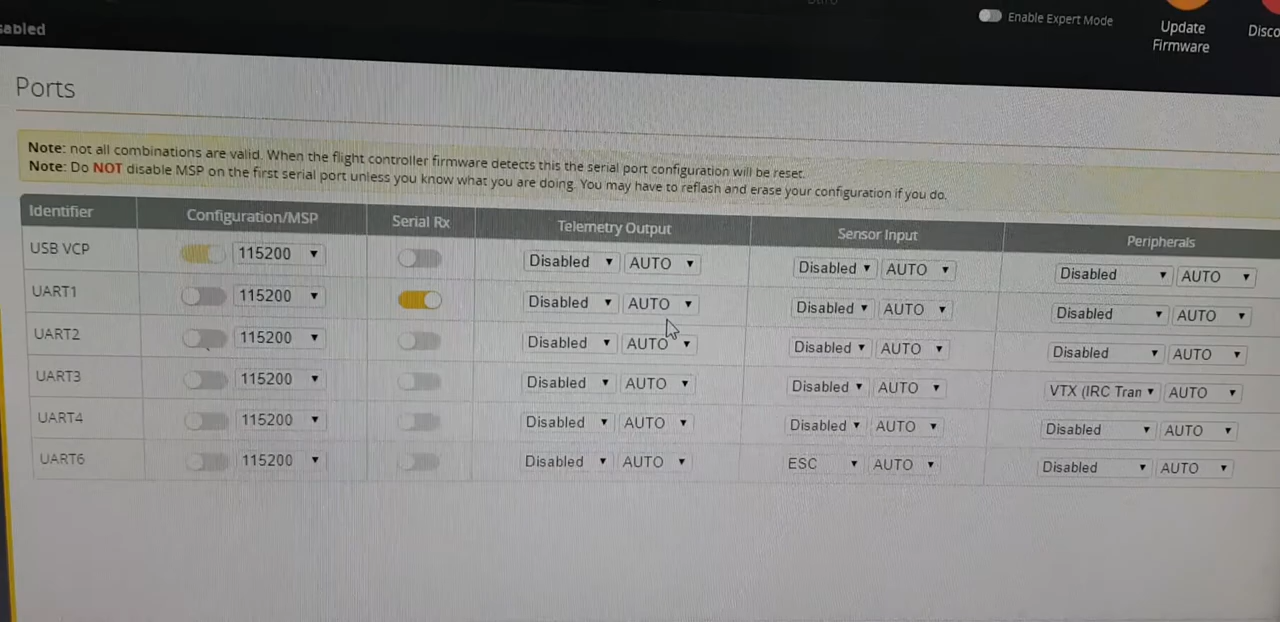 abled
Enable Expert Mode
Update
Firmware
Disco
Ports
Note: not all combinations are valid. When the flight controller firmware detects this the serial port configuration will be reset.
Note: Do NOT disable MSP on the first serial port unless you know what you are doing. You may have to reflash and erase your configuration if you do.
Identifier Configuration/MSP Serial Rx Telemetry Output Sensor Input Peripherals
USB VCP 115200 Disabled AUTO Disabled AUTO Disabled AUTO
UART1 115200 Disabled AUTO Disabled AUTO Disabled AUTO
UART2 115200 Disabled AUTO Disabled AUTO Disabled AUTO
UART3 115200 Disabled AUTO Disabled AUTO VTX (IRC Tran AUTO
UART4 115200 Disabled AUTO Disabled AUTO Disabled AUTO
UART6 115200 Disabled AUTO ESC AUTO Disabled AUTO